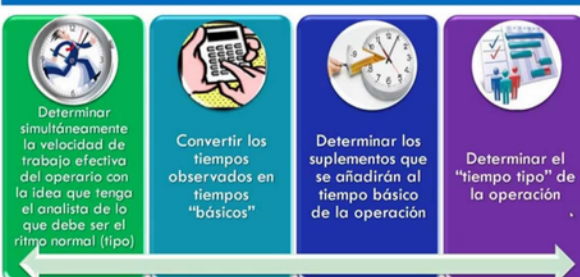 Determinar
simultáneamente
la velocidad de
trabajo efectiva
del operario con
la idea que tenga
el analista de lo
que debe ser el
ritmo normal (tipo)
Convertir los
tiempos
observados en
tiempos
“básicos”
Determinar los
suplementos que
se añadirán al
tiempo básico
de la operación
Determinar el
“tiempo tipo” de
la operación